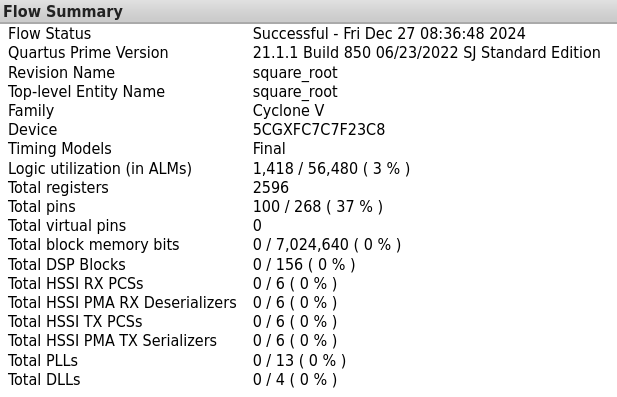 Flow Summary
Flow Status Successful - Fri Dec 27 08:36:48 2024
Quartus Prime Version 21.1.1 Build 850 06/23/2022 SJ Standard Edition
Revision Name square_root
Top-level Entity Name square_root
Family Cyclone V
Device 5CGXFC7C7F23C8
Timing Models Final
Logic utilization (in ALMs) 1,418 / 56,480 ( 3 % )
Total registers 2596
Total pins 100 / 268 ( 37 % )
Total virtual pins 0
Total block memory bits 0 / 7,024,640 ( 0 % )
Total DSP Blocks 0 / 156 ( 0 % )
Total HSSI RX PCSs 0 / 6 ( 0 % )
Total HSSI PMA RX Deserializers 0 / 6 ( 0 % )
Total HSSI TX PCSs 0 / 6 ( 0 % )
Total HSSI PMA TX Serializers 0 / 6 ( 0 % )
Total PLLs 0 / 13 ( 0 % )
Total DLLs 0 / 4 ( 0 % )